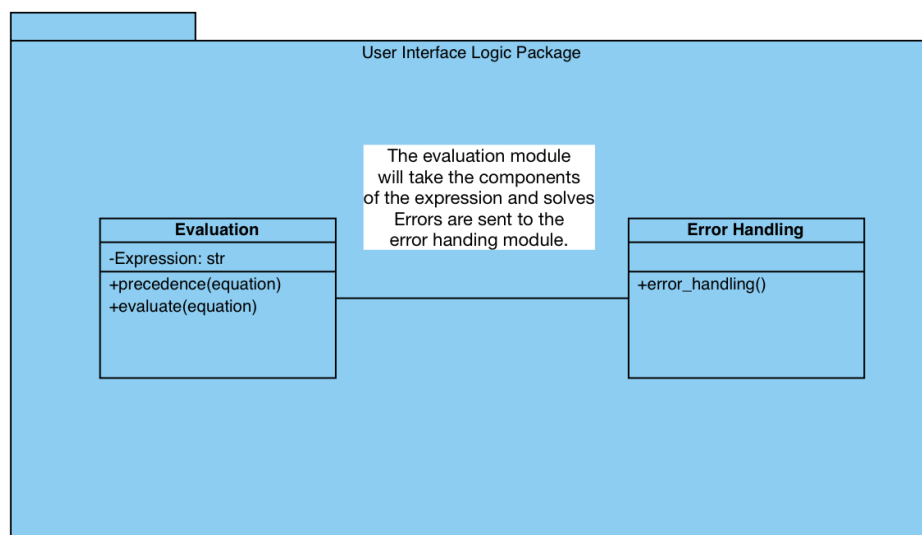 User Interface Logic Package
The evaluation module
will take the components
of the expression and solves
Errors are sent to the
error handing module.
Evaluation
-Expression: str
+precedence(equation)
+evaluate(equation)
Error Handling
+error_handling()